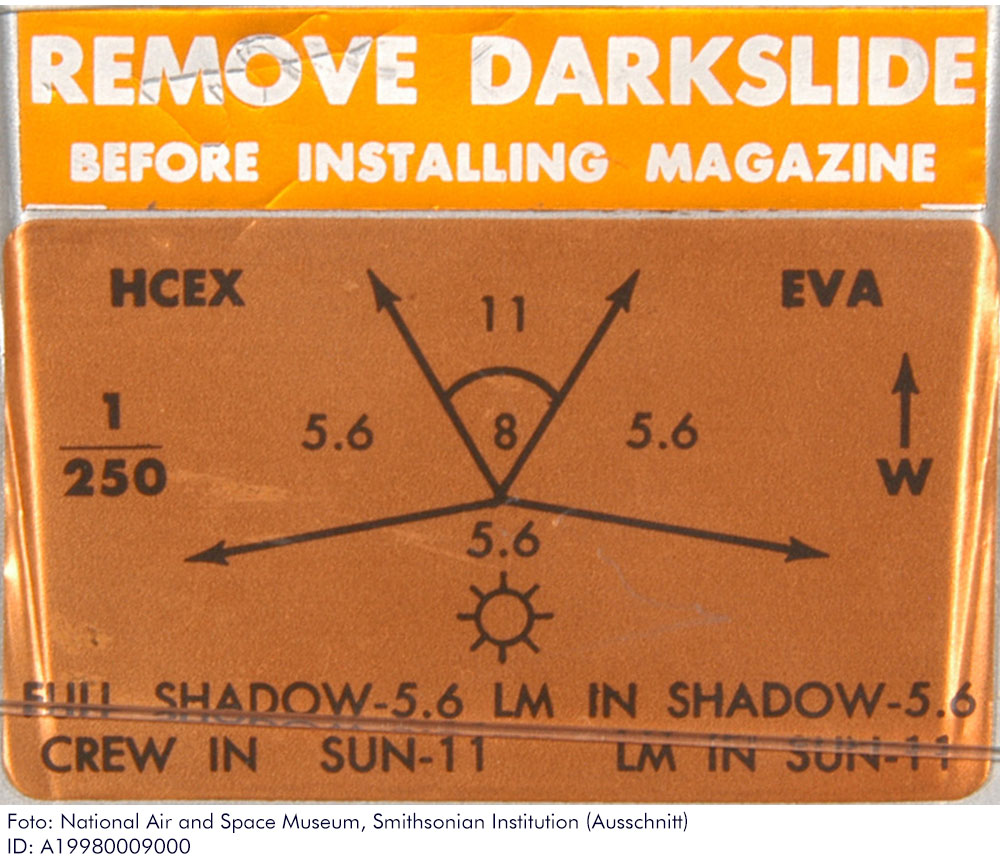 REMOVE DARKSLIDE
BEFORE INSTALLING MAGAZINE
HCEX
EVA
11
1
250
5.6
8
5.6
W
5.6
FULL SHADOW-5.6 LM IN SHADOW-5.6
CREW IN SUN-11 LM IN SUN-11
Foto: National Air and Space Museum, Smithsonian Institution (Ausschnitt)
ID: A19980009000